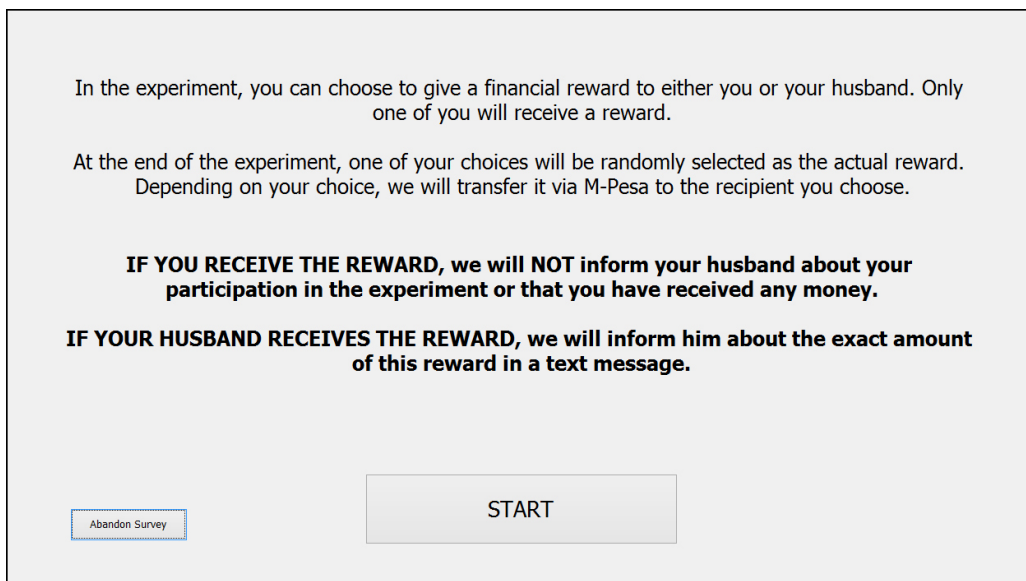 In the experiment, you can choose to give a financial reward to either you or your husband. Only
one of you will receive a reward.
At the end of the experiment, one of your choices will be randomly selected as the actual reward.
Depending on your choice, we will transfer it via M-Pesa to the recipient you choose.
IF YOU RECEIVE THE REWARD, we will NOT inform your husband about your
participation in the experiment or that you have received any money.
IF YOUR HUSBAND RECEIVES THE REWARD, we will inform him about the exact amount
of this reward in a text message.
START
Abandon Survey